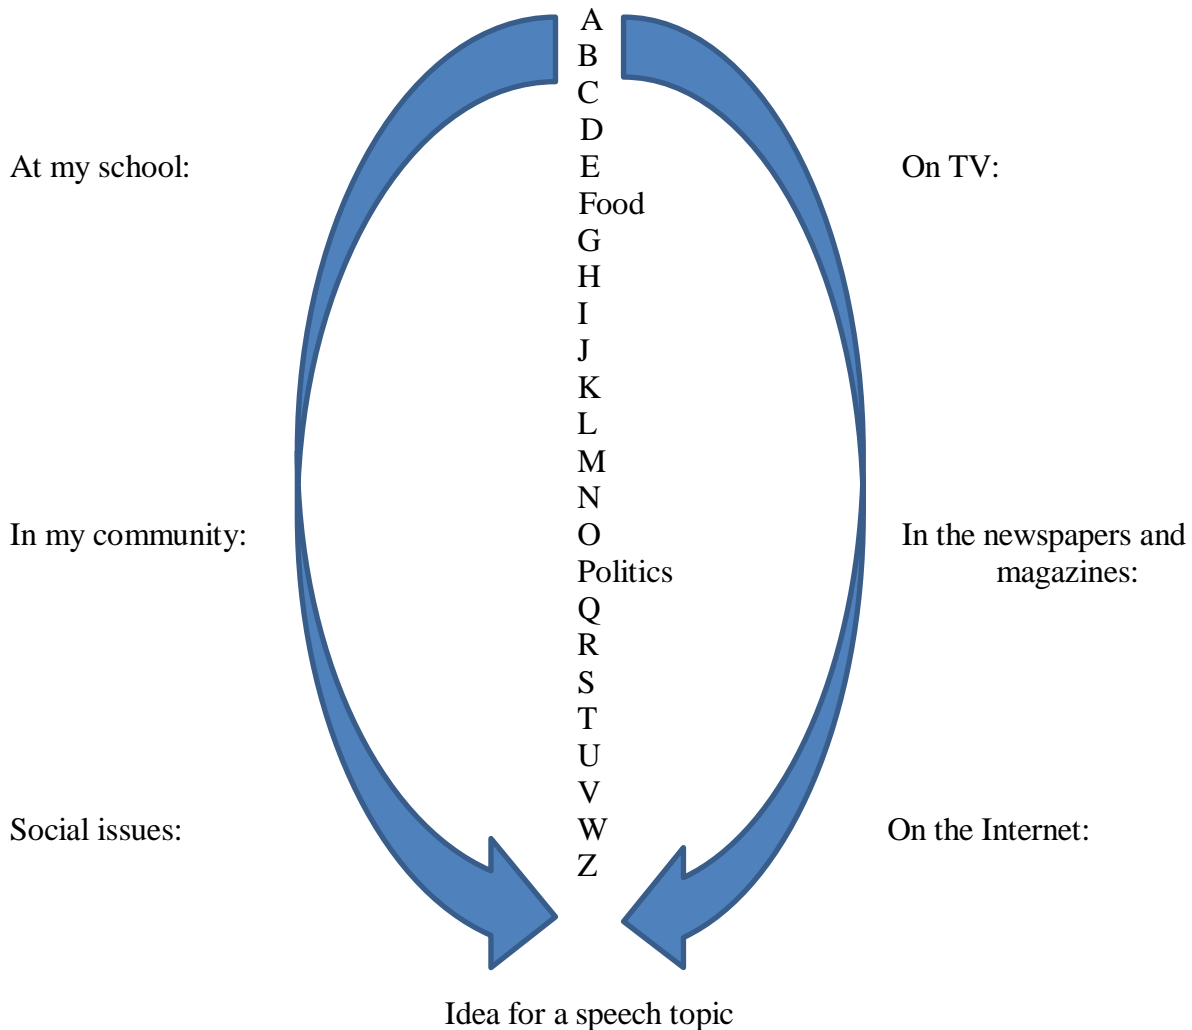 A
B
C
D
At my school:
E
On TV:
Food
G
H
I
J
K
L
M
N
In my community:
O
In the newspapers and
Politics
magazines:
Q
R
S
T
U
V
Social issues:
W
On the Internet:
Z
Idea for a speech topic